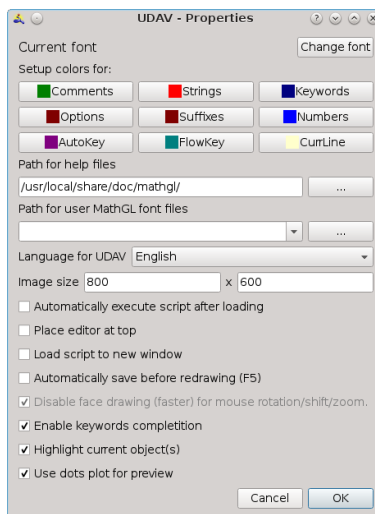 UDAV - Properties
Current font Change font
Setup colors for:
Comments Strings Keywords
Options Suffixes Numbers
AutoKey FlowKey CurrLine
Path for help files
/usr/local/share/doc/mathgl/ ...
Path for user MathGL font files
...
Language for UDAV English
Image size 800 x 600
Automatically execute script after loading
Place editor at top
Load script to new window
Automatically save before redrawing (F5)
Disable face drawing (faster) for mouse rotation/shift/zoom.
Enable keywords completition
Highlight current object(s)
Use dots plot for preview
Cancel OK